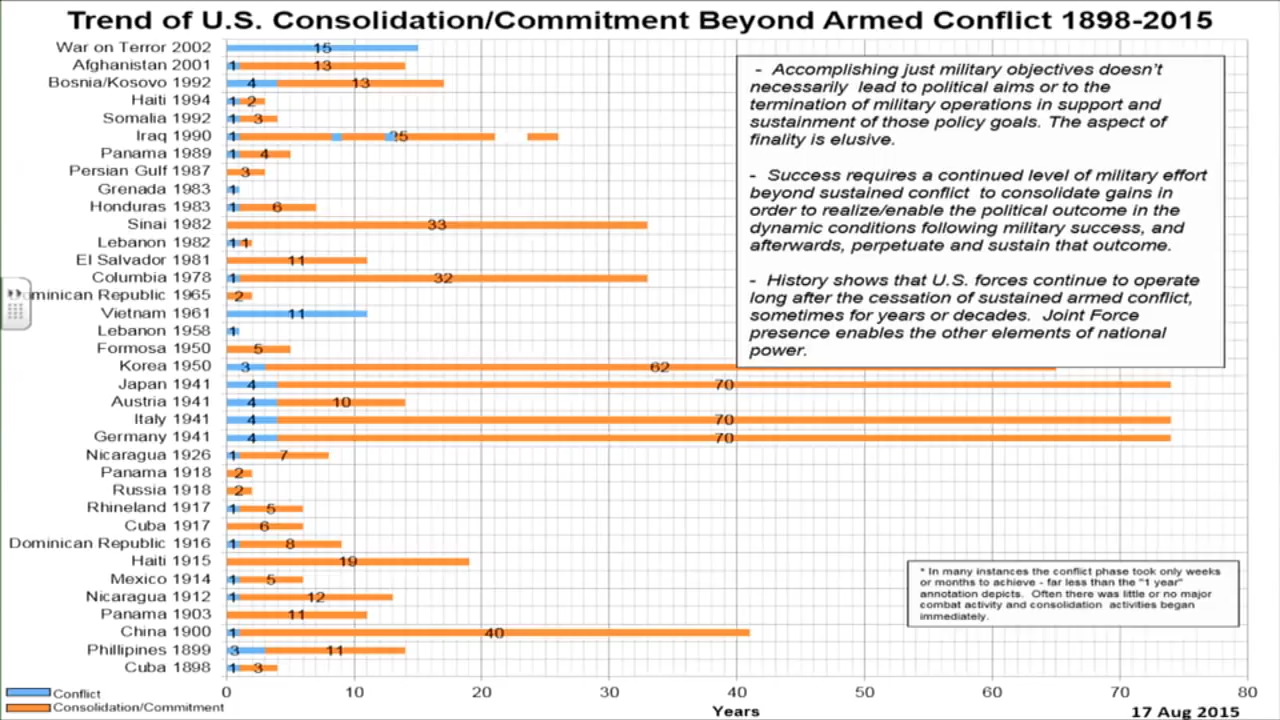 Trend of U.S. Consolidation/Commitment Beyond Armed Conflict 1898-2015
War on Terror 2002 15
Afghanistan 2001 1 13
Bosnia/Kosovo 1992 4 13
Haiti 1994 1 2
Somalia 1992 1 3
Iraq 1990 1 25
Panama 1989 1 4
Persian Gulf 1987 3
Grenada 1983 1
Honduras 1983 1 6
Sinai 1982 33
Lebanon 1982 1 1
El Salvador 1981 11
Columbia 1978 1 32
minican Republic 1965 2
Vietnam 1961 11
Lebanon 1958 1
Formosa 1950 5
Korea 1950 3 62
Japan 1941 4 70
Austria 1941 4 10
Italy 1941 4 70
Germany 1941 4 70
Nicaragua 1926 1 7
Panama 1918 2
Russia 1918 2
Rhineland 1917 1 5
Cuba 1917 6
Dominican Republic 1916 1 8
Haiti 1915 19
Mexico 1914 1 5
Nicaragua 1912 1 12
Panama 1903 11
China 1900 1 40
Phillipines 1899 3 11
Cuba 1898 1 3
- Accomplishing just military objectives doesn't
necessarily lead to political aims or to the
termination of military operations in support and
sustainment of those policy goals. The aspect of
finality is elusive.
- Success requires a continued level of military effort
beyond sustained conflict to consolidate gains in
order to realize/enable the political outcome in the
dynamic conditions following military success, and
afterwards, perpetuate and sustain that outcome.
- History shows that U.S. forces continue to operate
long after the cessation of sustained armed conflict,
sometimes for years or decades. Joint Force
presence enables the other elements of national
power.
* In many instances the conflict phase took only weeks
or months to achieve - far less than the "1 year"
annotation depicts. Often there was little or no major
combat activity and consolidation activities began
immediately.
0 10 20 30 40 50 60 70 80
Years
Conflict
Consolidation/Commitment
17 Aug 2015